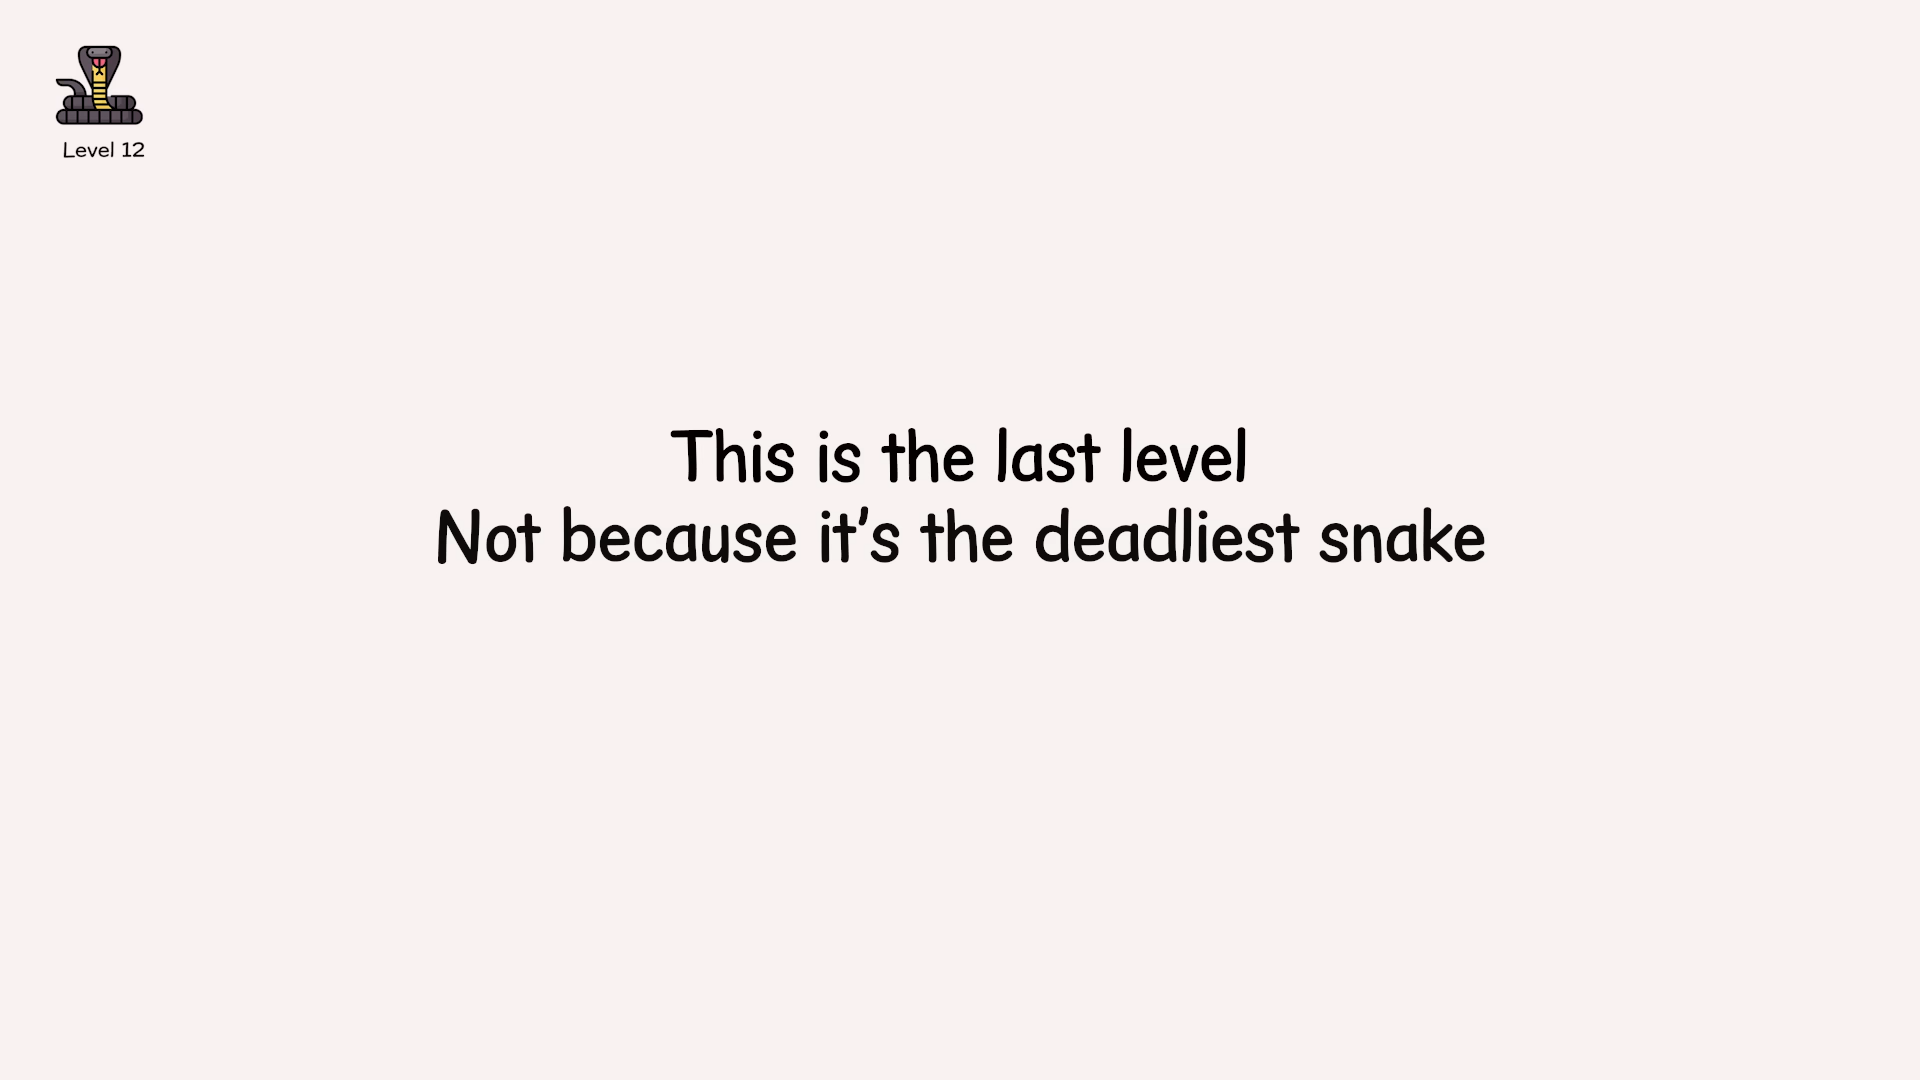 Level 12
This is the last level
Not because it’s the deadliest snake